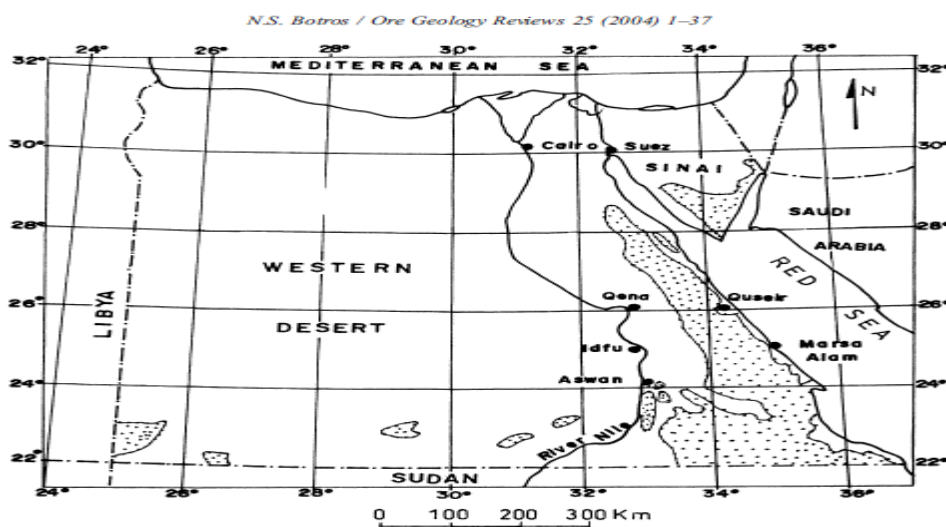 N.S. Botros / Ore Geology Reviews 25 (2004) 1–37
24° 26° 28° 30° 32° 34° 36°
32° 32°
MEDITERRANEAN SEA
N
30° Cairo Suez 30°
SINAI
SAUDI
28° 28°
ARABIA
WESTERN
RED SEA
26° Qena Quseir 26°
LIBYA
DESERT
Idfu Marsa Alam
24° Aswan 24°
River Nile
22° 22°
SUDAN
24° 26° 28° 30° 32° 34° 36°
0 100 200 300 Km